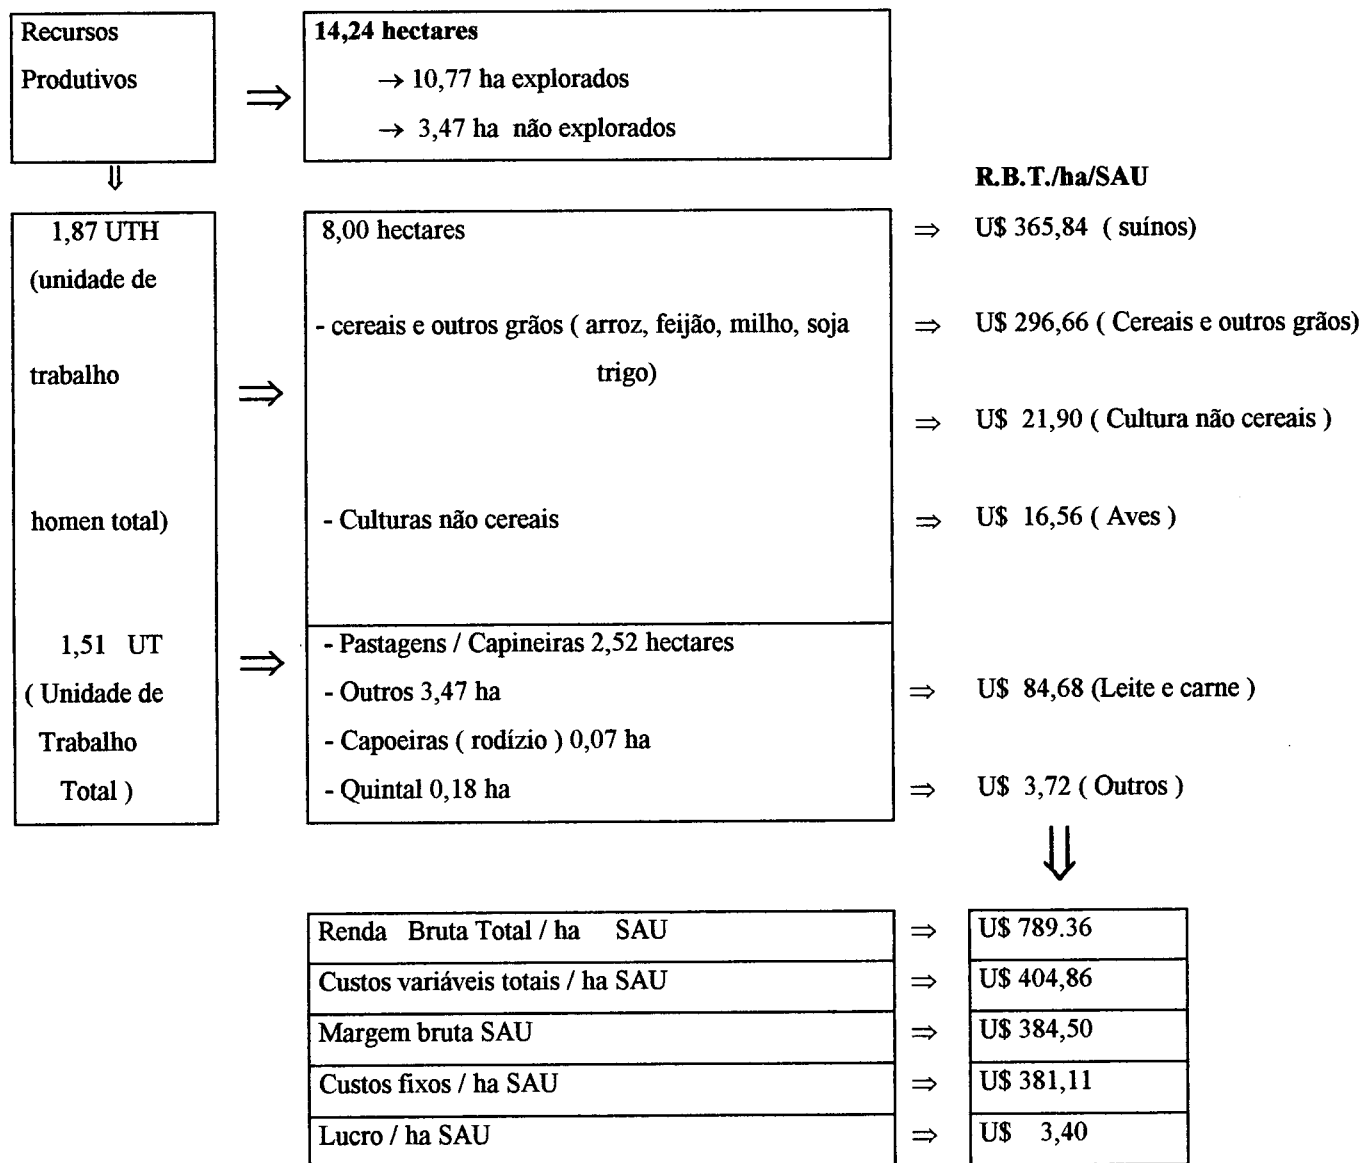 Recursos
Produtivos
⇒
14,24 hectares
→ 10,77 ha explorados
→ 3,47 ha não explorados
⇓
R.B.T./ha/SAU
1,87 UTH
(unidade de
trabalho
homen total)
1,51 UT
( Unidade de
Trabalho
Total )
⇒
⇒
8,00 hectares
- cereais e outros grãos ( arroz, feijão, milho, soja
trigo)
- Culturas não cereais
- Pastagens / Capineiras 2,52 hectares
- Outros 3,47 ha
- Capoeiras ( rodízio ) 0,07 ha
- Quintal 0,18 ha
⇒ U$ 365,84 ( suínos)
⇒ U$ 296,66 ( Cereais e outros grãos)
⇒ U$ 21,90 ( Cultura não cereais )
⇒ U$ 16,56 ( Aves )
⇒ U$ 84,68 (Leite e carne )
⇒ U$ 3,72 ( Outros )
⇓
Renda Bruta Total / ha SAU ⇒ U$ 789.36
Custos variáveis totais / ha SAU ⇒ U$ 404,86
Margem bruta SAU ⇒ U$ 384,50
Custos fixos / ha SAU ⇒ U$ 381,11
Lucro / ha SAU ⇒ U$ 3,40